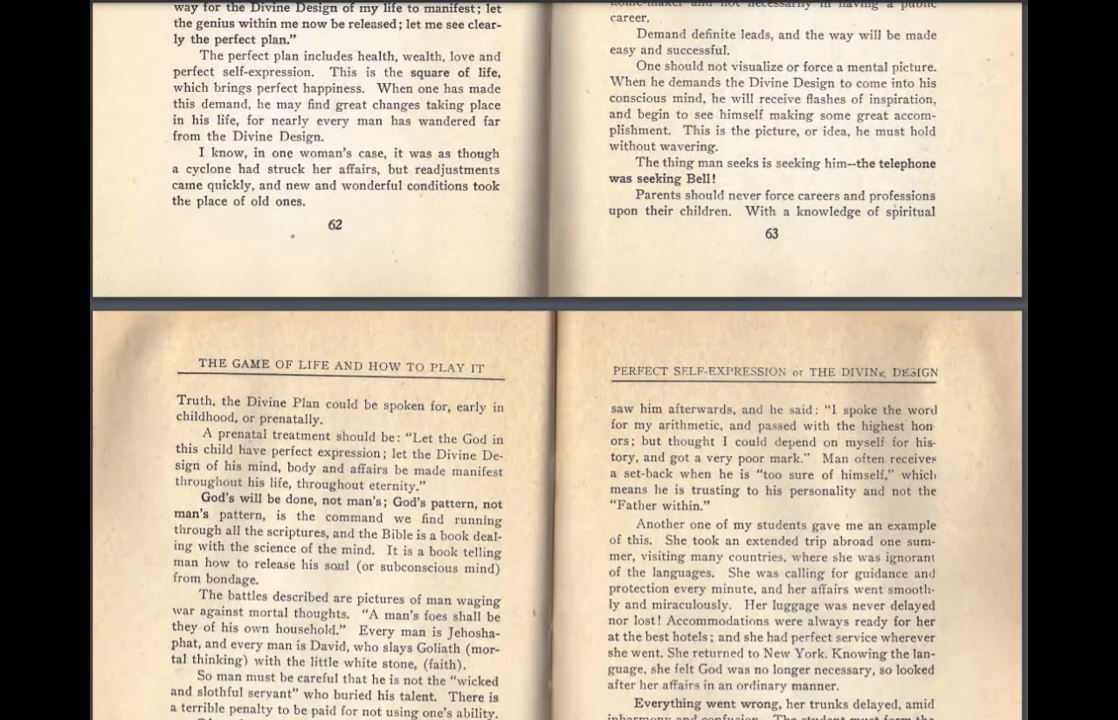 way for the Divine Design of my life to manifest; let
the genius within me now be released; let me see clear-
ly the perfect plan."
The perfect plan includes health, wealth, love and
perfect self-expression. This is the square of life,
which brings perfect happiness. When one has made
this demand, he may find great changes taking place
in his life, for nearly every man has wandered far
from the Divine Design.
I know, in one woman's case, it was as though
a cyclone had struck her affairs, but readjustments
came quickly, and new and wonderful conditions took
the place of old ones.
62
home-maker and not necessarily in having a public
career.
Demand definite leads, and the way will be made
easy and successful.
One should not visualize or force a mental picture.
When he demands the Divine Design to come into his
conscious mind, he will receive flashes of inspiration,
and begin to see himself making some great accom-
plishment. This is the picture, or idea, he must hold
without wavering.
The thing man seeks is seeking him--the telephone
was seeking Bell!
Parents should never force careers and professions
upon their children. With a knowledge of spiritual
63
THE GAME OF LIFE AND HOW TO PLAY IT
Truth, the Divine Plan could be spoken for, early in
childhood, or prenatally.
A prenatal treatment should be: "Let the God in
this child have perfect expression; let the Divine De-
sign of his mind, body and affairs be made manifest
throughout his life, throughout eternity."
God's will be done, not man's; God's pattern, not
man's pattern, is the command we find running
through all the scriptures, and the Bible is a book deal-
ing with the science of the mind. It is a book telling
man how to release his soul (or subconscious mind)
from bondage.
The battles described are pictures of man waging
war against mortal thoughts. "A man's foes shall be
they of his own household." Every man is Jehosha-
phat, and every man is David, who slays Goliath (mor-
tal thinking) with the little white stone, (faith).
So man must be careful that he is not the "wicked
and slothful servant" who buried his talent. There is
a terrible penalty to be paid for not using one's ability.
PERFECT SELF-EXPRESSION or THE DIVINE DESIGN
saw him afterwards, and he said: "I spoke the word
for my arithmetic, and passed with the highest hon
ors; but thought I could depend on myself for his-
tory, and got a very poor mark." Man often receives
a set-back when he is "too sure of himself," which
means he is trusting to his personality and not the
"Father within."
Another one of my students gave me an example
of this. She took an extended trip abroad one sum-
mer, visiting many countries, where she was ignorant
of the languages. She was calling for guidance and
protection every minute, and her affairs went smooth-
ly and miraculously. Her luggage was never delayed
nor lost! Accommodations were always ready for her
at the best hotels; and she had perfect service wherever
she went. She returned to New York. Knowing the lan-
guage, she felt God was no longer necessary, so looked
after her affairs in an ordinary manner.
Everything went wrong, her trunks delayed, amid
inharmony and confusion. The student must form the